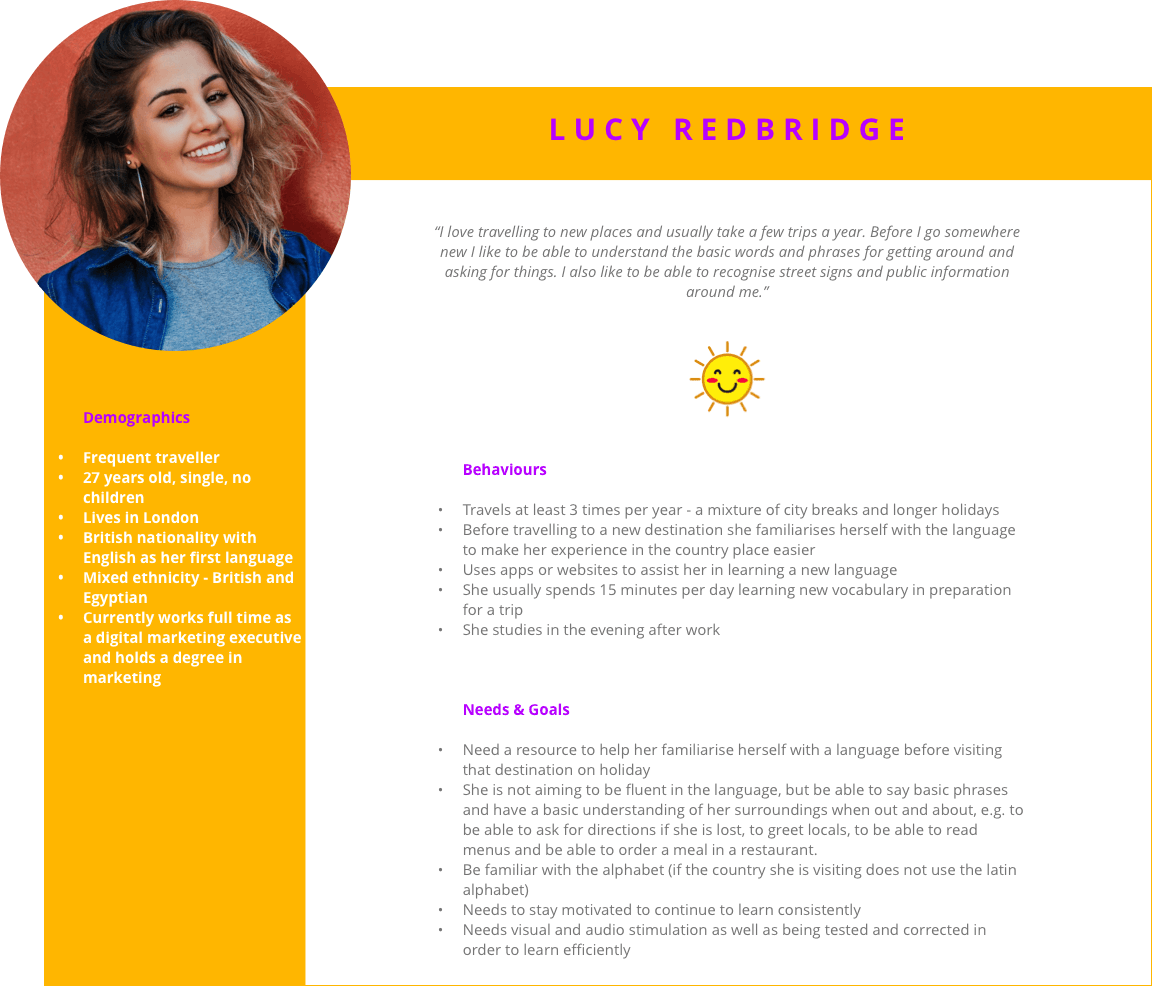 LUCY REDBRIDGE
“I love travelling to new places and usually take a few trips a year. Before I go somewhere
new I like to be able to understand the basic words and phrases for getting around and
asking for things. I also like to be able to recognise street signs and public information
around me.”
Demographics
• Frequent traveller
• 27 years old, single, no
children
• Lives in London
• British nationality with
English as her first language
• Mixed ethnicity - British and
Egyptian
• Currently works full time as
a digital marketing executive
and holds a degree in
marketing
Behaviours
• Travels at least 3 times per year - a mixture of city breaks and longer holidays
• Before travelling to a new destination she familiarises herself with the language
to make her experience in the country place easier
• Uses apps or websites to assist her in learning a new language
• She usually spends 15 minutes per day learning new vocabulary in preparation
for a trip
• She studies in the evening after work
Needs & Goals
• Need a resource to help her familiarise herself with a language before visiting
that destination on holiday
• She is not aiming to be fluent in the language, but be able to say basic phrases
and have a basic understanding of her surroundings when out and about, e.g. to
be able to ask for directions if she is lost, to greet locals, to be able to read
menus and be able to order a meal in a restaurant.
• Be familiar with the alphabet (if the country she is visiting does not use the latin
alphabet)
• Needs to stay motivated to continue to learn consistently
• Needs visual and audio stimulation as well as being tested and corrected in
order to learn efficiently